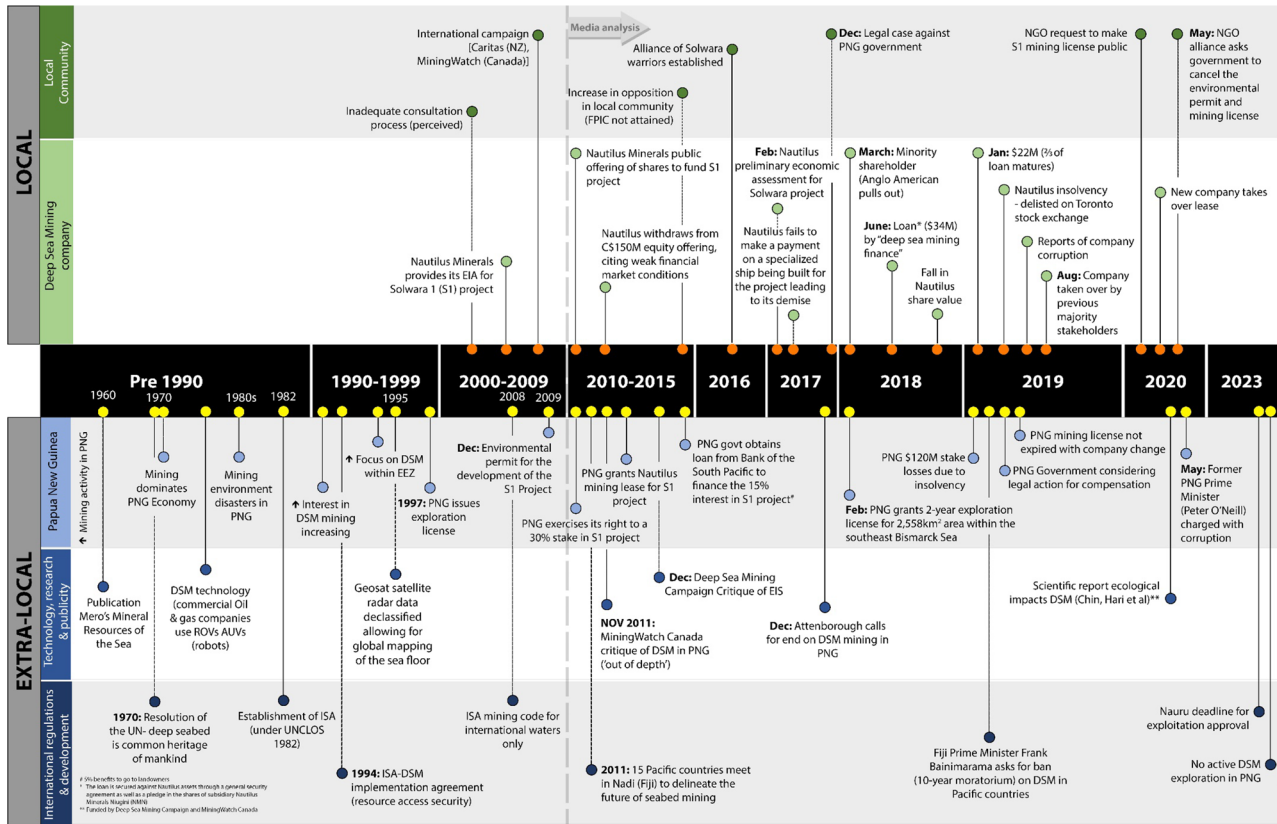 LOCAL
Local
Community
International campaign
[Caritas (NZ),
MiningWatch (Canada)]
Inadequate consultation
process (perceived)
Media analysis
Increase in opposition
in local community
(FPIC not attained)
Alliance of Solwara
warriors established
Dec: Legal case against
PNG government
NGO request to make
S1 mining license public
May: NGO
alliance asks
government to
cancel the
environmental
permit and
mining license
Deep Sea Mining
company
Nautilus Minerals
provides its EIA for
Solwara 1 (S1) project
Nautilus Minerals public
offering of shares to fund S1
project
Nautilus withdraws from
C$150M equity offering,
citing weak financial
market conditions
Feb: Nautilus
preliminary economic
assessment for
Solwara project
Nautilus fails to
make a payment
on a specialized
ship being built for
the project leading
to its demise
March: Minority
shareholder
(Anglo American
pulls out)
June: Loan* ($34M)
by "deep sea mining
finance"
Fall in
Nautilus
share value
Jan: $22M (⅔ of
loan matures)
Nautilus insolvency
- delisted on Toronto
stock exchange
Reports of company
corruption
Aug: Company
taken over by
previous
majority
stakeholders
New company takes
over lease
Pre 1990
1990-1999
2000-2009
2010-2015
2016
2017
2018
2019
2020
2023
1960
1970
1980s
1982
1995
2008
2009
EXTRA-LOCAL
Papua New Guinea
↑ Mining activity in PNG
Mining
dominates
PNG Economy
Mining
environment
disasters in
PNG
↑ Interest in
DSM mining
increasing
↑ Focus on DSM
within EEZ
1997: PNG issues
exploration
license
Dec: Environmental
permit for the
development of the
S1 Project
PNG exercises its right to a
30% stake in S1 project
PNG grants Nautilus
mining lease for S1
project
PNG govt obtains
loan from Bank of the
South Pacific to
finance the 15%
interest in S1 project*
Feb: PNG grants 2-year exploration
license for 2,558km² area within the
southeast Bismarck Sea
PNG $120M stake
losses due to
insolvency
PNG mining license not
expired with company change
PNG Government considering
legal action for compensation
May: Former
PNG Prime
Minister
(Peter O'Neill)
charged with
corruption
Technology, research
& publicity
Publication
Mero's Mineral
Resources of
the Sea
DSM technology
(commercial Oil
& gas companies
use ROVs AUVs
(robots)
Geosat satellite
radar data
declassified
allowing for
global mapping
of the sea floor
NOV 2011:
MiningWatch Canada
critique of DSM in PNG
('out of depth')
Dec: Deep Sea Mining
Campaign Critique of EIS
Dec: Attenborough calls
for end on DSM mining in
PNG
Scientific report ecological
impacts DSM (Chin, Hari et al)**
International regulations
& development
1970: Resolution of
the UN- deep seabed
is common heritage
of mankind
Establishment of ISA
(under UNCLOS
1982)
1994: ISA-DSM
implementation agreement
(resource access security)
ISA mining code for
international waters
only
2011: 15 Pacific countries meet
in Nadi (Fiji) to delineate the
future of seabed mining
Fiji Prime Minister Frank
Bainimarama asks for ban
(10-year moratorium) on DSM in
Pacific countries
Nauru deadline for
exploitation approval
No active DSM
exploration in PNG
5% benefits to go to landowners
* The loan is secured against Nautilus assets through a general security
agreement as well as a pledge in the shares of subsidiary Nautilus
Minerals Niugini (NMN)
** Funded by Deep Sea Mining Campaign and MiningWatch Canada